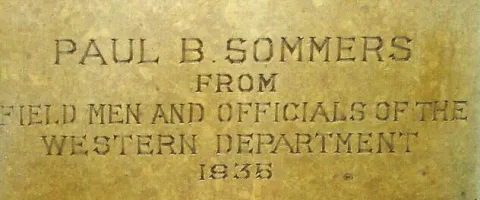 PAUL B. SOMMERS
FROM
FIELD MEN AND OFFICIALS OF THE
WESTERN DEPARTMENT
1935